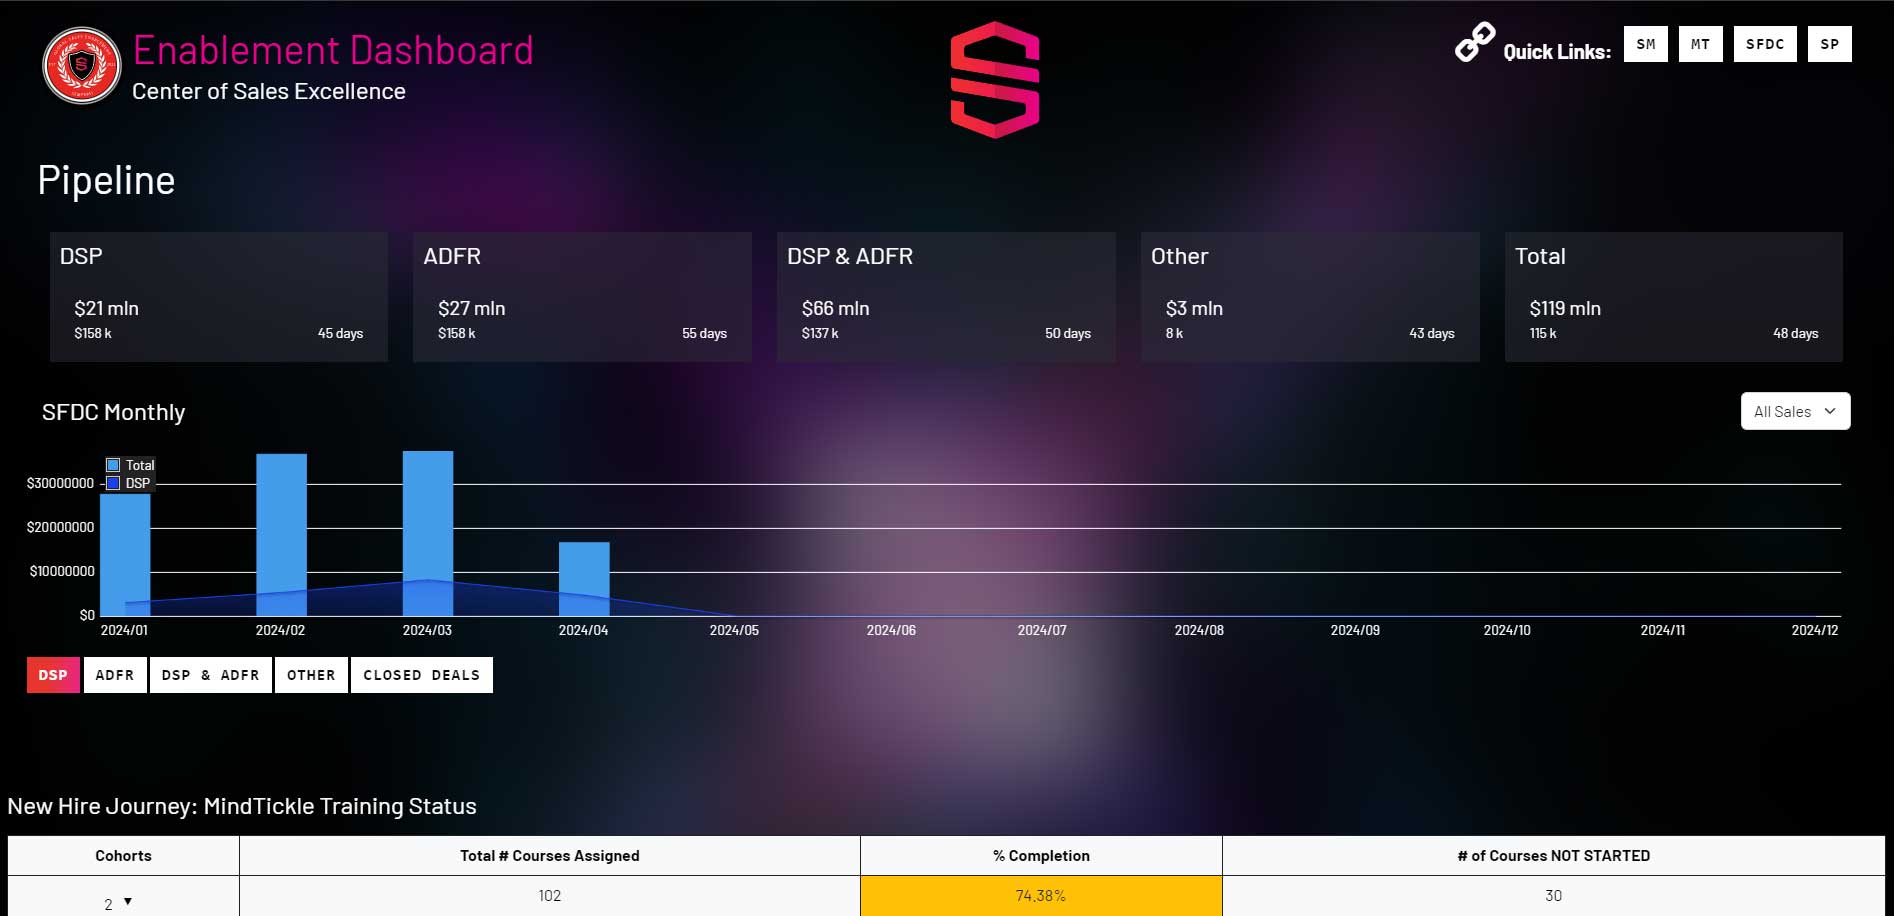 Enablement Dashboard
Center of Sales Excellence
Quick Links:
SM
MT
SFDC
SP
Pipeline
DSP
$21 mln
$158 k
45 days
ADFR
$27 mln
$158 k
55 days
DSP & ADFR
$66 mln
$137 k
50 days
Other
$3 mln
8 k
43 days
Total
$119 mln
115 k
48 days
SFDC Monthly
All Sales
Total
DSP
$30000000
$20000000
$10000000
$0
2024/01 2024/02 2024/03 2024/04 2024/05 2024/06 2024/07 2024/08 2024/09 2024/10 2024/11 2024/12
DSP
ADFR
DSP & ADFR
OTHER
CLOSED DEALS
New Hire Journey: MindTickle Training Status
Cohorts Total # Courses Assigned % Completion # of Courses NOT STARTED
2 102 74.38% 30